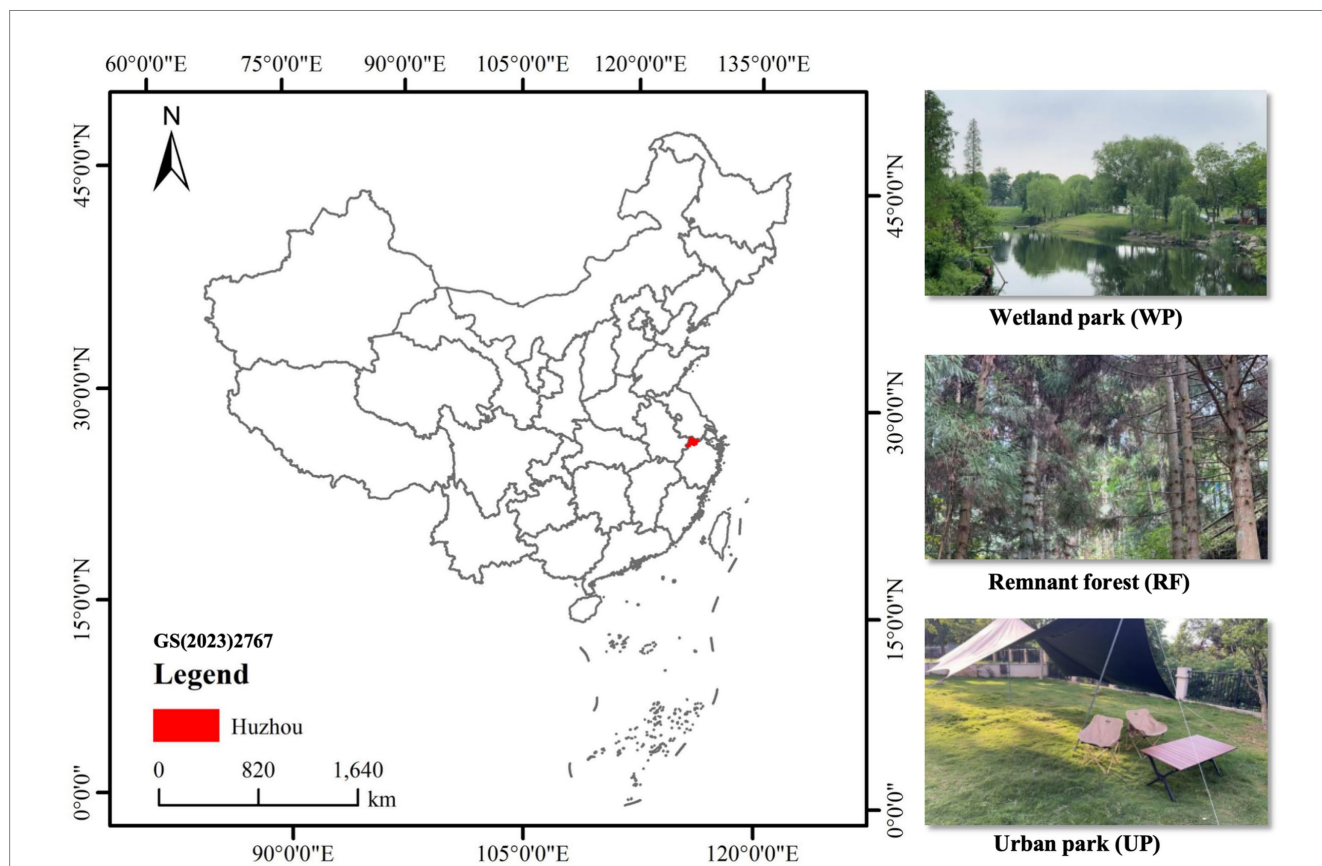 60°0'0"E 75°0'0"E 90°0'0"E 105°0'0"E 120°0'0"E 135°0'0"E
N
45°0'0"N
30°0'0"N
15°0'0"N
0°0'0"
45°0'0"N
30°0'0"N
15°0'0"N
0°0'0"
GS(2023)2767
Legend
Huzhou
0 820 1,640
km
90°0'0"E 105°0'0"E 120°0'0"E
Wetland park (WP)
Remnant forest (RF)
Urban park (UP)